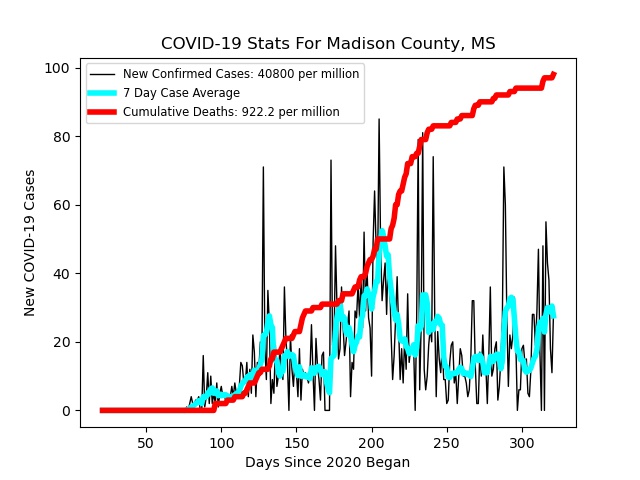 COVID-19 Stats For Madison County, MS
New Confirmed Cases: 40800 per million
7 Day Case Average
Cumulative Deaths: 922.2 per million
New COVID-19 Cases
100
80
60
40
20
0
50 100 150 200 250 300
Days Since 2020 Began